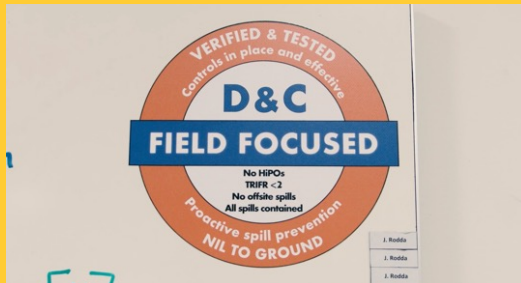 VERIFIED & TESTED
Controls in place and effective
D&C
FIELD FOCUSED
No HiPOs
TRIFR <2
No offsite spills
All spills contained
Proactive spill prevention
NIL TO GROUND
J. Rodda
J. Rodda
J. Rodda